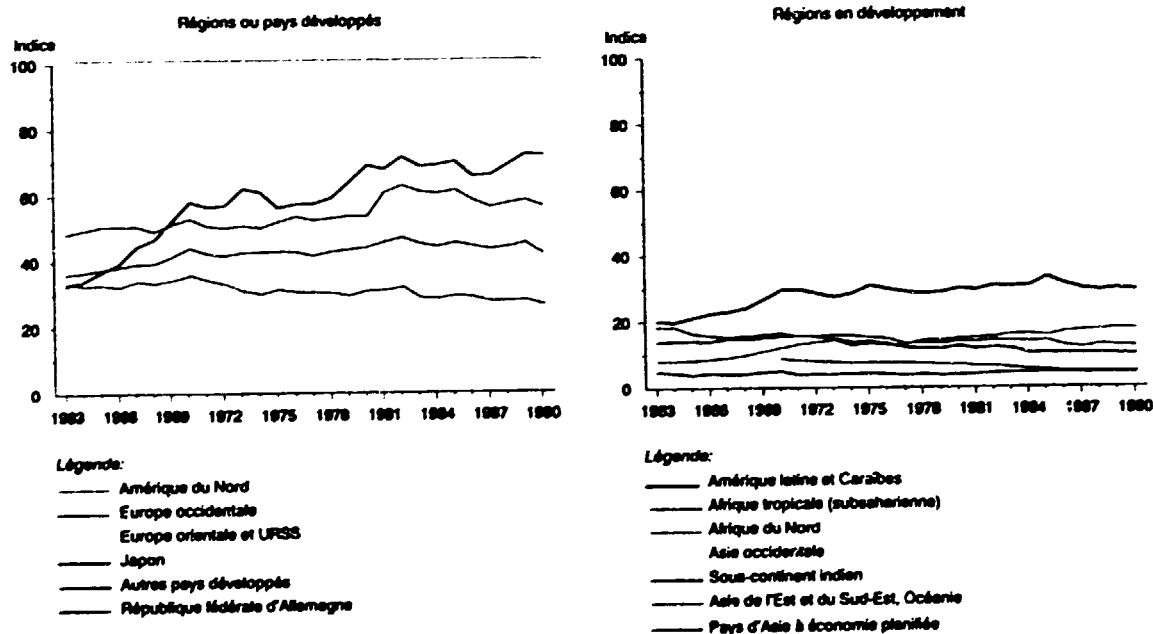 Régions ou pays développés
Indice
100
80
60
40
20
0
1963 1966 1969 1972 1975 1978 1981 1984 1987 1990
Légende:
Amérique du Nord
Europe occidentale
Europe orientale et URSS
Japon
Autres pays développés
République fédérale d'Allemagne
Régions en développement
Indice
100
80
60
40
20
0
1963 1966 1969 1972 1975 1978 1981 1984 1987 1990
Légende:
Amérique latine et Caraïbes
Afrique tropicale (subsaharienne)
Afrique du Nord
Asie occidentale
Sous-continent indien
Asie de l'Est et du Sud-Est, Océanie
Pays d'Asie à économie planifiée